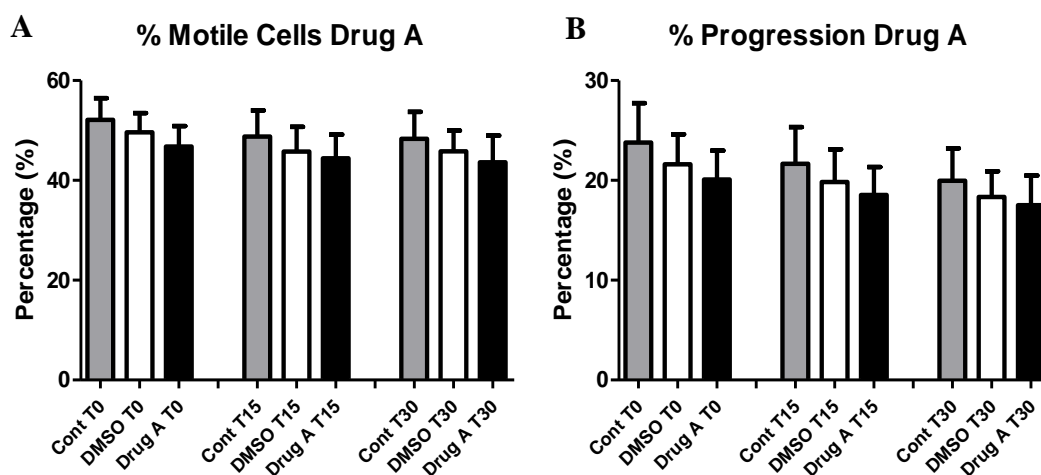 A
% Motile Cells Drug A
Percentage (%)
60
40
20
0
Cont T0
DMSO T0
Drug A T0
Cont T15
DMSO T15
Drug A T15
Cont T30
DMSO T30
Drug A T30
B
% Progression Drug A
Percentage (%)
30
20
10
0
Cont T0
DMSO T0
Drug A T0
Cont T15
DMSO T15
Drug A T15
Cont T30
DMSO T30
Drug A T30